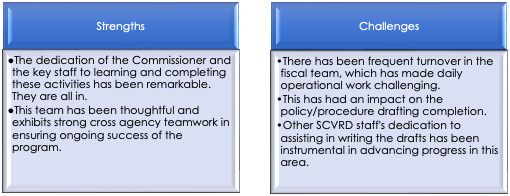 Strengths
●The dedication of the Commissioner and
the key staff to learning and completing
these activities has been remarkable.
They are all in.
●This team has been thoughtful and
exhibits strong cross agency teamwork in
ensuring ongoing success of the
program.
Challenges
•There has been frequent turnover in the
fiscal team, which has made daily
operational work challenging.
•This has had an impact on the
policy/procedure drafting completion.
•Other SCVRD staff's dedication to
assisting in writing the drafts has been
instrumental in advancing progress in this
area.